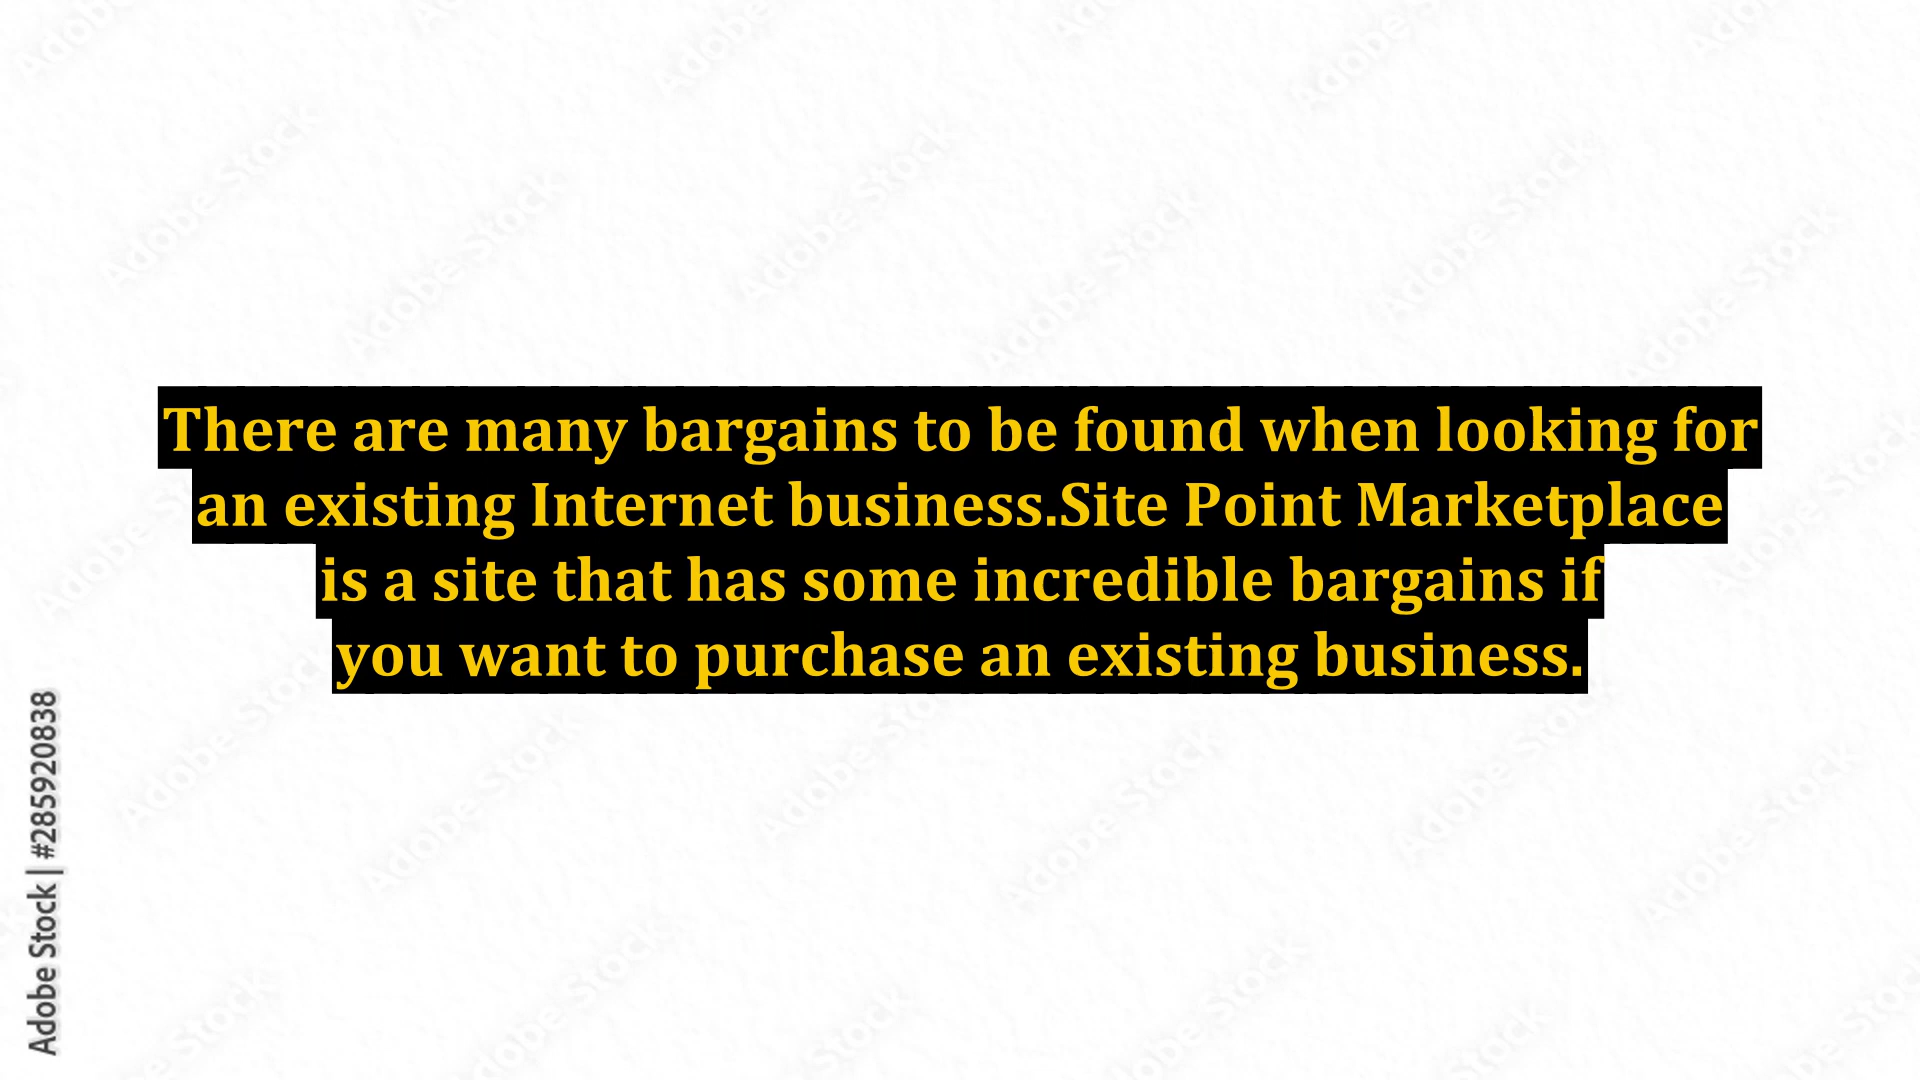 There are many bargains to be found when looking for
an existing Internet business.Site Point Marketplace
is a site that has some incredible bargains if
you want to purchase an existing business.
Adobe Stock | #285920838